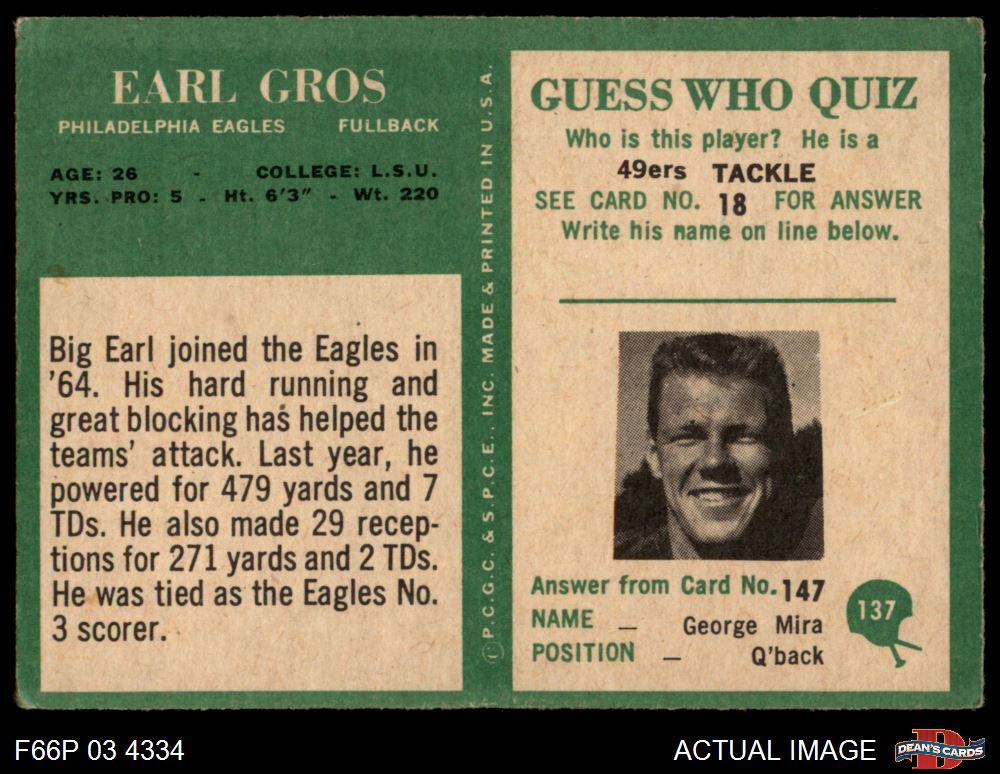 EARL GROS
PHILADELPHIA EAGLES FULLBACK
AGE: 26 - COLLEGE: L.S.U.
YRS. PRO: 5 - Ht. 6'3" - Wt. 220
Big Earl joined the Eagles in
'64. His hard running and
great blocking has helped the
teams' attack. Last year, he
powered for 479 yards and 7
TDs. He also made 29 recep-
tions for 271 yards and 2 TDs.
He was tied as the Eagles No.
3 scorer.
©P.C.G.C. & S.P.C.E., INC. MADE & PRINTED IN U.S.A.
GUESS WHO QUIZ
Who is this player? He is a
49ers TACKLE
SEE CARD NO. 18 FOR ANSWER
Write his name on line below.
Answer from Card No. 147
NAME — George Mira
POSITION — Q'back
137
F66P 03 4334
ACTUAL IMAGE
D
DEAN'S CARDS